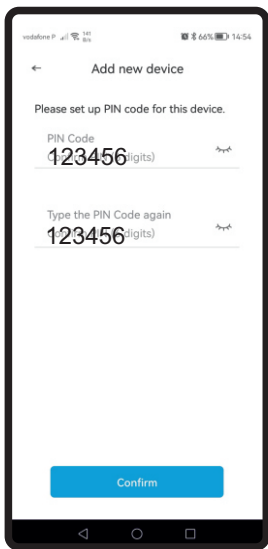 vodafone P 141 B/s 66% 14:54
← Add new device
Please set up PIN code for this device.
PIN Code
123456
digits)
Type the PIN Code again
123456
digits)
Confirm